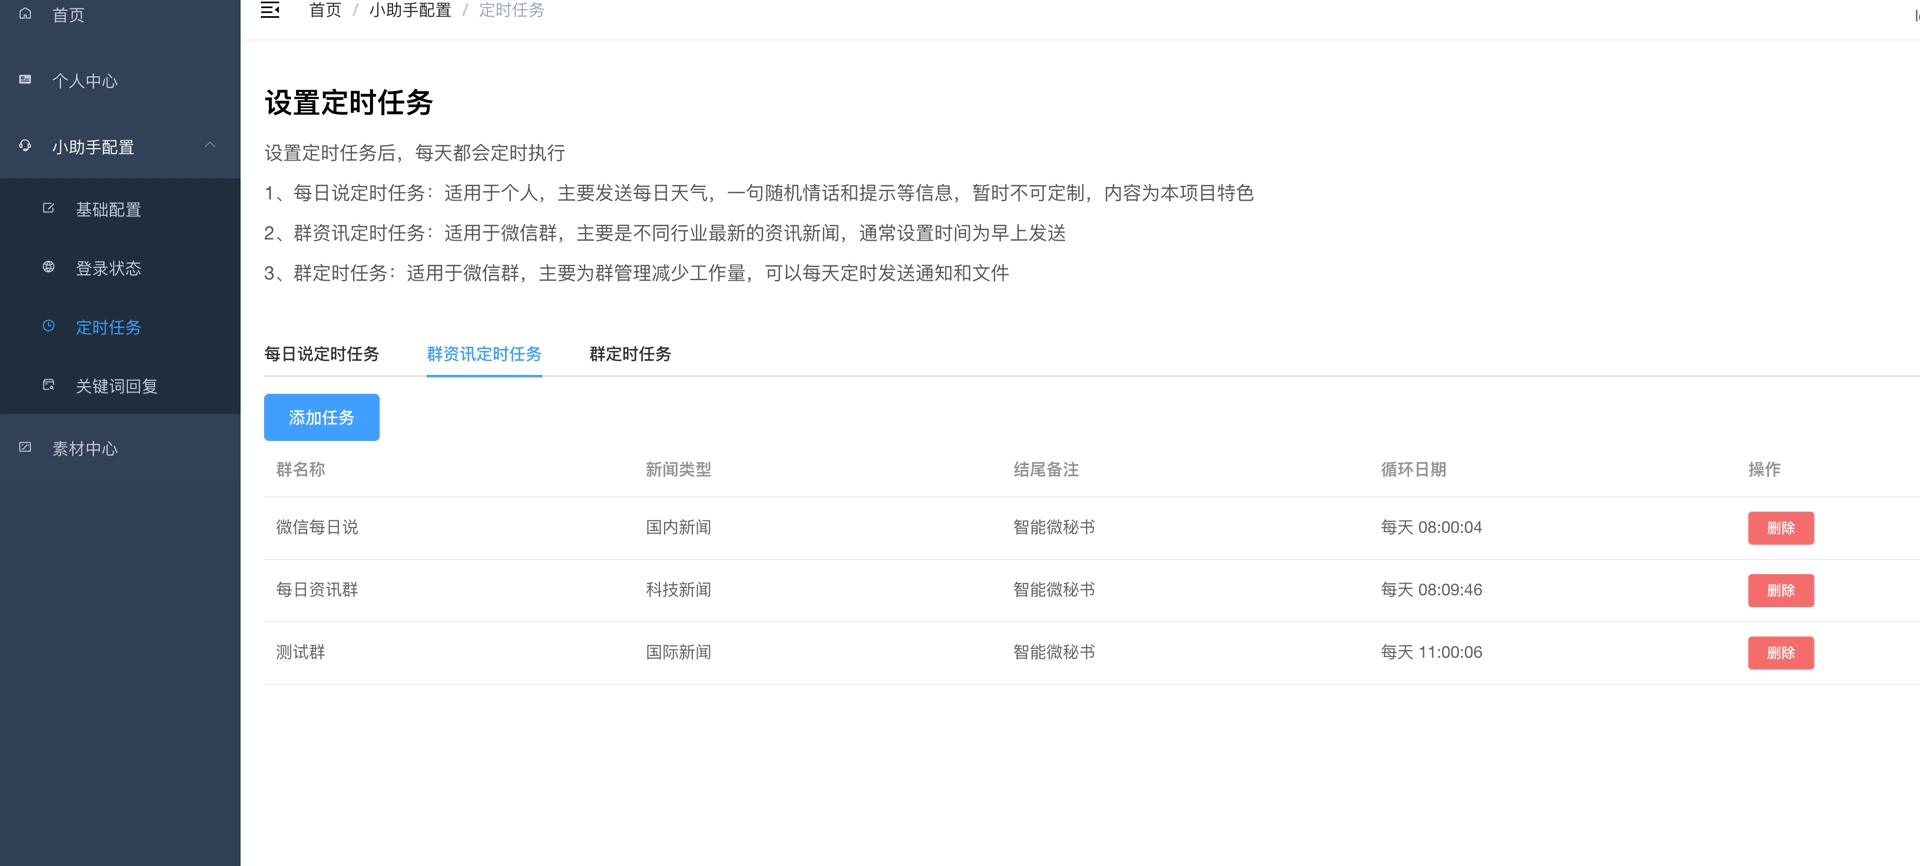 首页
个人中心
小助手配置
基础配置
登录状态
定时任务
关键词回复
素材中心
首页 / 小助手配置 / 定时任务
设置定时任务
设置定时任务后，每天都会定时执行
1、每日说定时任务：适用于个人，主要发送每日天气，一句随机情话和提示等信息，暂时不可定制，内容为本项目特色
2、群资讯定时任务：适用于微信群，主要是不同行业最新的资讯新闻，通常设置时间为早上发送
3、群定时任务：适用于微信群，主要为群管理减少工作量，可以每天定时发送通知和文件
每日说定时任务 群资讯定时任务 群定时任务
添加任务
群名称 新闻类型 结尾备注 循环日期 操作
微信每日说 国内新闻 智能微秘书 每天 08:00:04 删除
每日资讯群 科技新闻 智能微秘书 每天 08:09:46 删除
测试群 国际新闻 智能微秘书 每天 11:00:06 删除